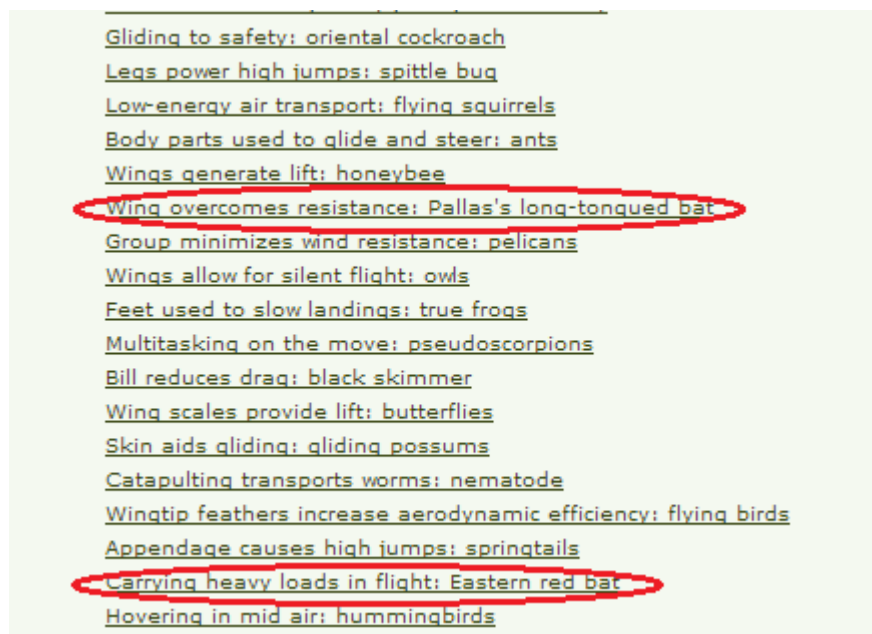 Gliding to safety: oriental cockroach
Legs power high jumps: spittle bug
Low-energy air transport: flying squirrels
Body parts used to glide and steer: ants
Wings generate lift: honeybee
Wing overcomes resistance: Pallas's long-tongued bat
Group minimizes wind resistance: pelicans
Wings allow for silent flight: owls
Feet used to slow landings: true frogs
Multitasking on the move: pseudoscorpions
Bill reduces drag: black skimmer
Wing scales provide lift: butterflies
Skin aids gliding: gliding possums
Catapulting transports worms: nematode
Wingtip feathers increase aerodynamic efficiency: flying birds
Appendage causes high jumps: springtails
Carrying heavy loads in flight: Eastern red bat
Hovering in mid air: hummingbirds